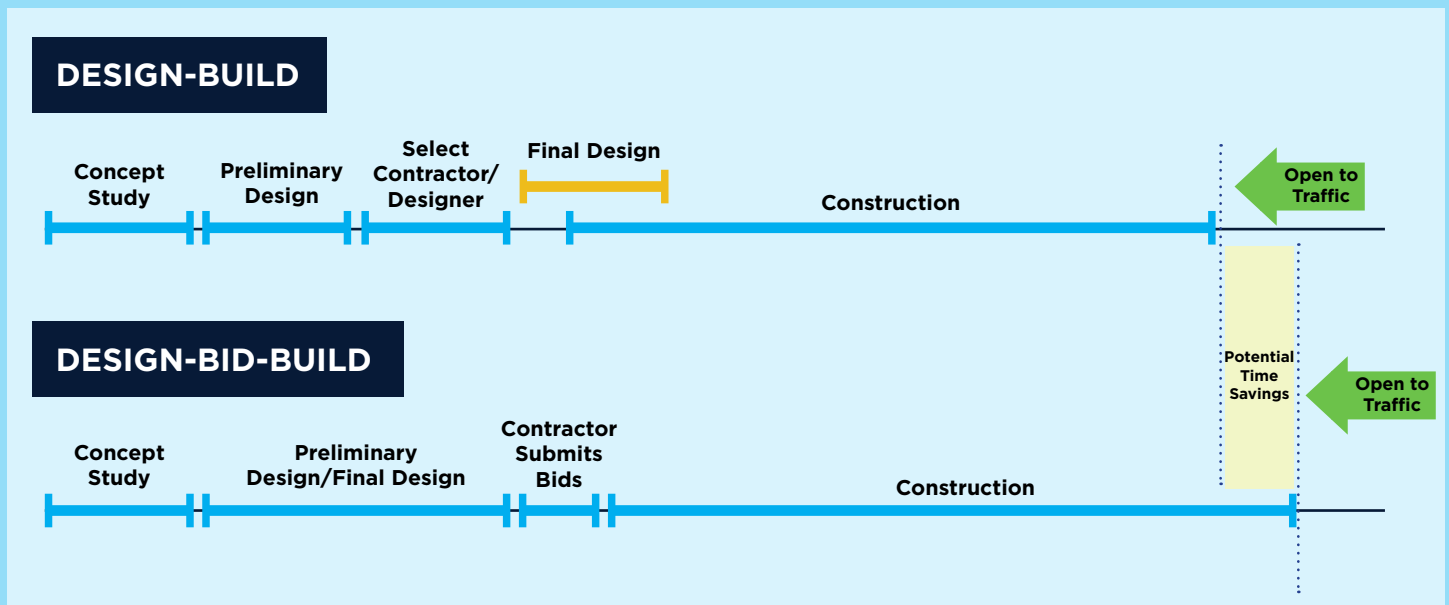 DESIGN-BUILD
Concept
Study
Preliminary
Design
Select
Contractor/
Designer
Final Design
Construction
Open to
Traffic
DESIGN-BID-BUILD
Potential
Time
Savings
Open to
Traffic
Concept
Study
Preliminary
Design/Final Design
Contractor
Submits
Bids
Construction